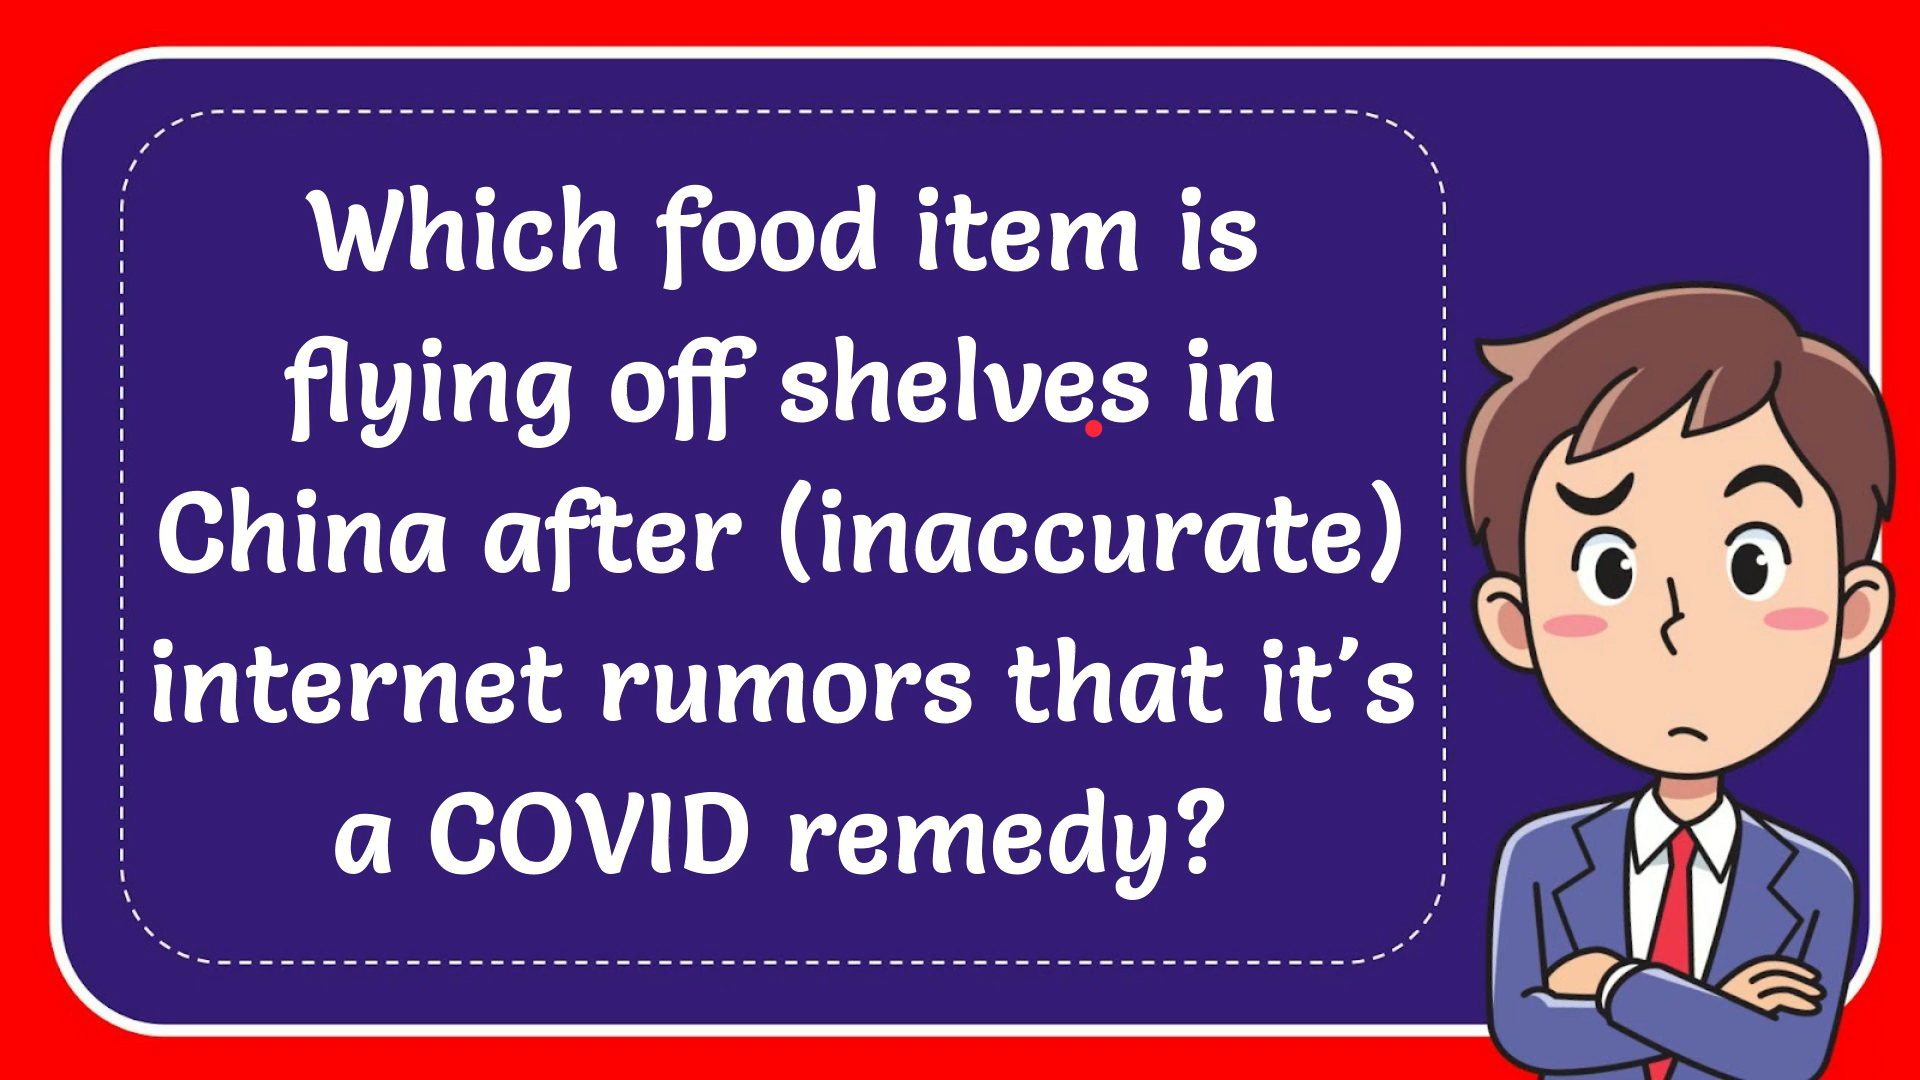 Which food item is
flying off shelves in
China after (inaccurate)
internet rumors that it's
a COVID remedy?